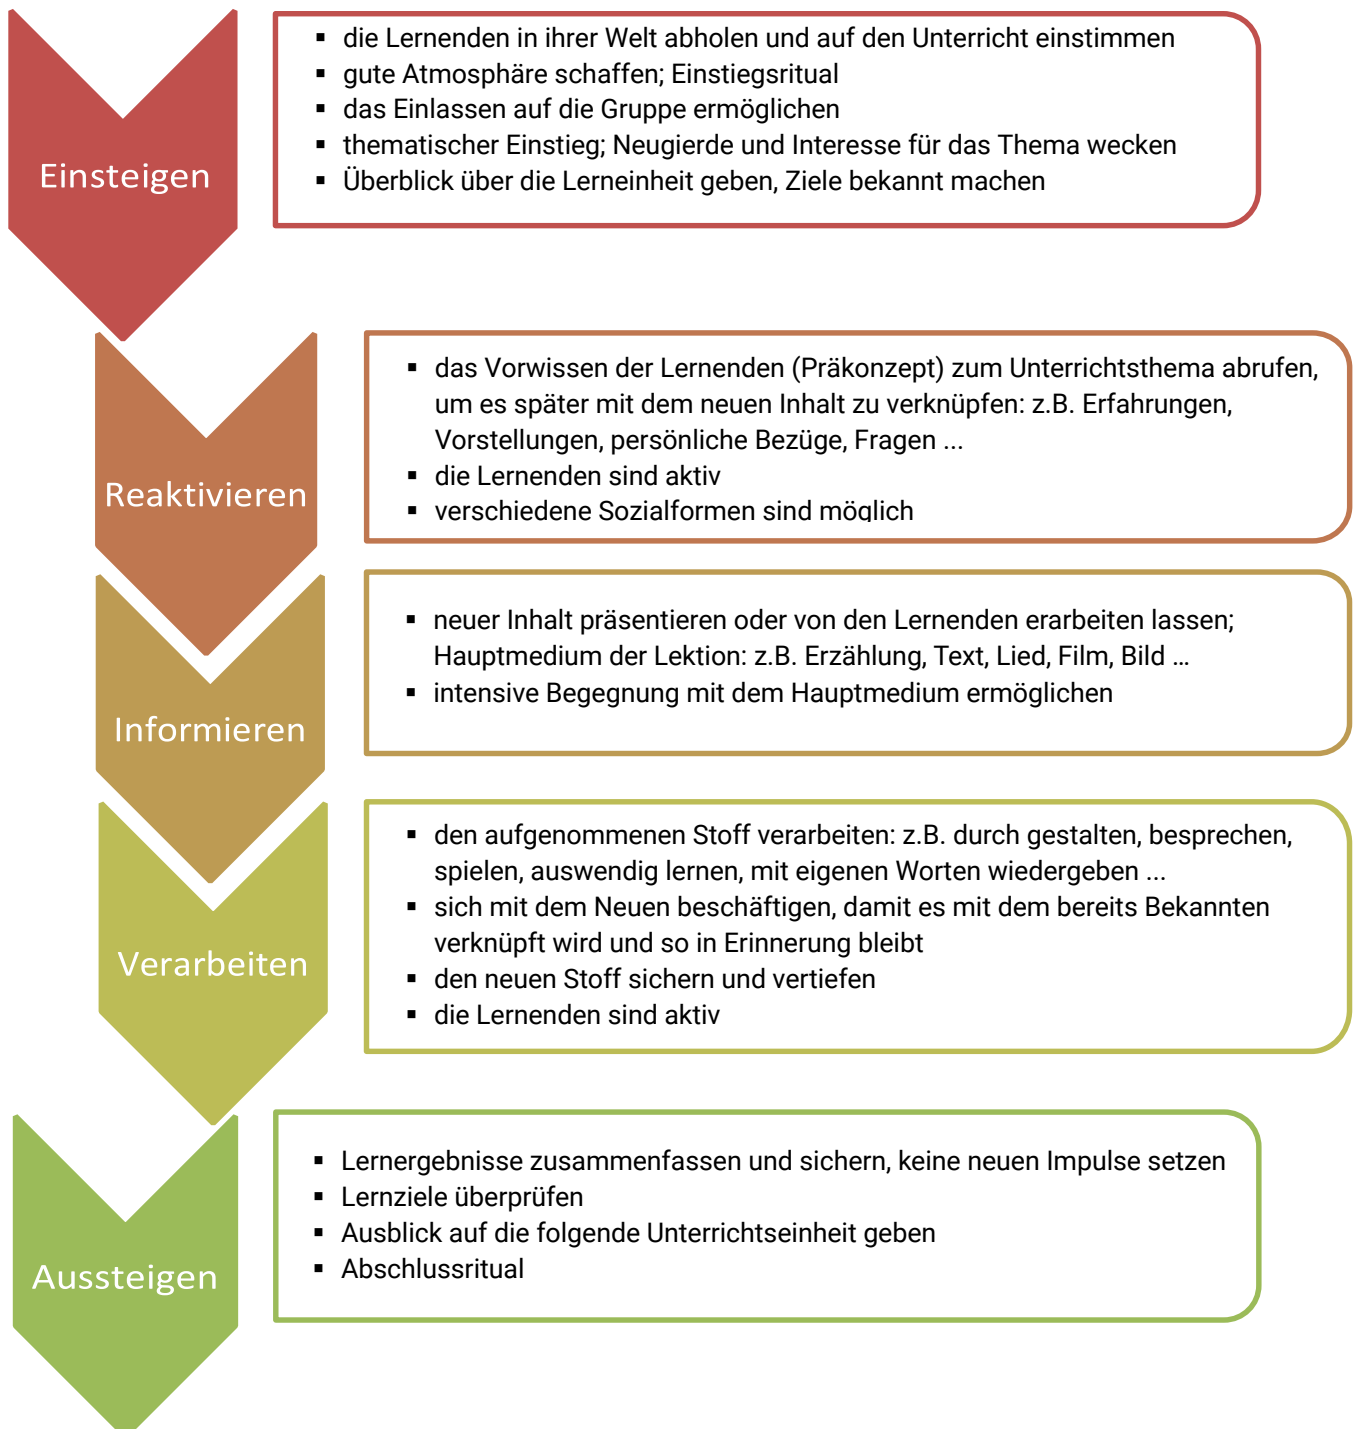 Einsteigen
▪ die Lernenden in ihrer Welt abholen und auf den Unterricht einstimmen
▪ gute Atmosphäre schaffen; Einstiegsritual
▪ das Einlassen auf die Gruppe ermöglichen
▪ thematischer Einstieg; Neugierde und Interesse für das Thema wecken
▪ Überblick über die Lerneinheit geben, Ziele bekannt machen
Reaktivieren
▪ das Vorwissen der Lernenden (Präkonzept) zum Unterrichtsthema abrufen,
um es später mit dem neuen Inhalt zu verknüpfen: z.B. Erfahrungen,
Vorstellungen, persönliche Bezüge, Fragen ...
▪ die Lernenden sind aktiv
▪ verschiedene Sozialformen sind möglich
Informieren
▪ neuer Inhalt präsentieren oder von den Lernenden erarbeiten lassen;
Hauptmedium der Lektion: z.B. Erzählung, Text, Lied, Film, Bild …
▪ intensive Begegnung mit dem Hauptmedium ermöglichen
Verarbeiten
▪ den aufgenommenen Stoff verarbeiten: z.B. durch gestalten, besprechen,
spielen, auswendig lernen, mit eigenen Worten wiedergeben ...
▪ sich mit dem Neuen beschäftigen, damit es mit dem bereits Bekannten
verknüpft wird und so in Erinnerung bleibt
▪ den neuen Stoff sichern und vertiefen
▪ die Lernenden sind aktiv
Aussteigen
▪ Lernergebnisse zusammenfassen und sichern, keine neuen Impulse setzen
▪ Lernziele überprüfen
▪ Ausblick auf die folgende Unterrichtseinheit geben
▪ Abschlussritual